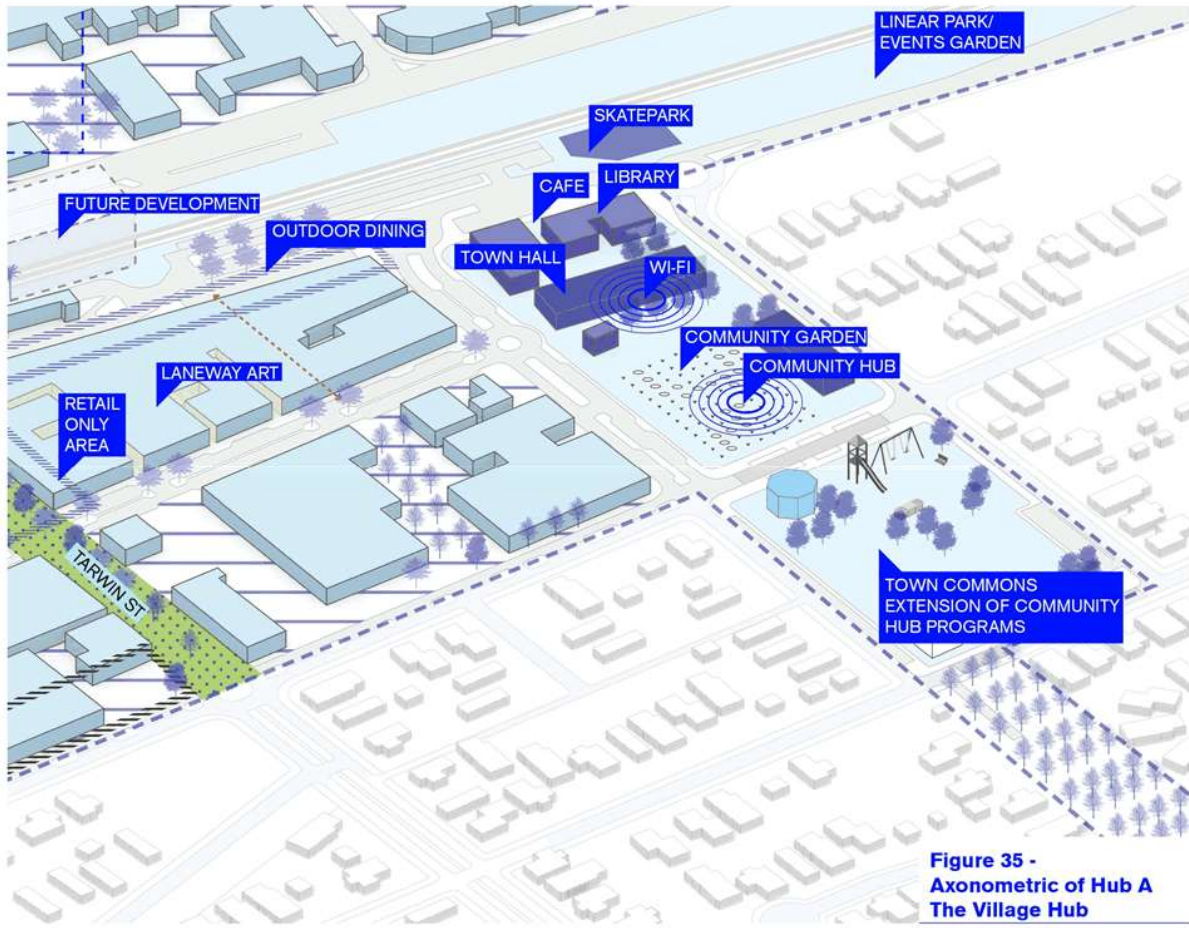 LINEAR PARK/
EVENTS GARDEN
SKATEPARK
LIBRARY
CAFE
FUTURE DEVELOPMENT
OUTDOOR DINING
TOWN HALL
WI-FI
COMMUNITY GARDEN
COMMUNITY HUB
LANEWAY ART
RETAIL
ONLY
AREA
TARWIN ST
TOWN COMMONS
EXTENSION OF COMMUNITY
HUB PROGRAMS
Figure 35 -
Axonometric of Hub A
The Village Hub